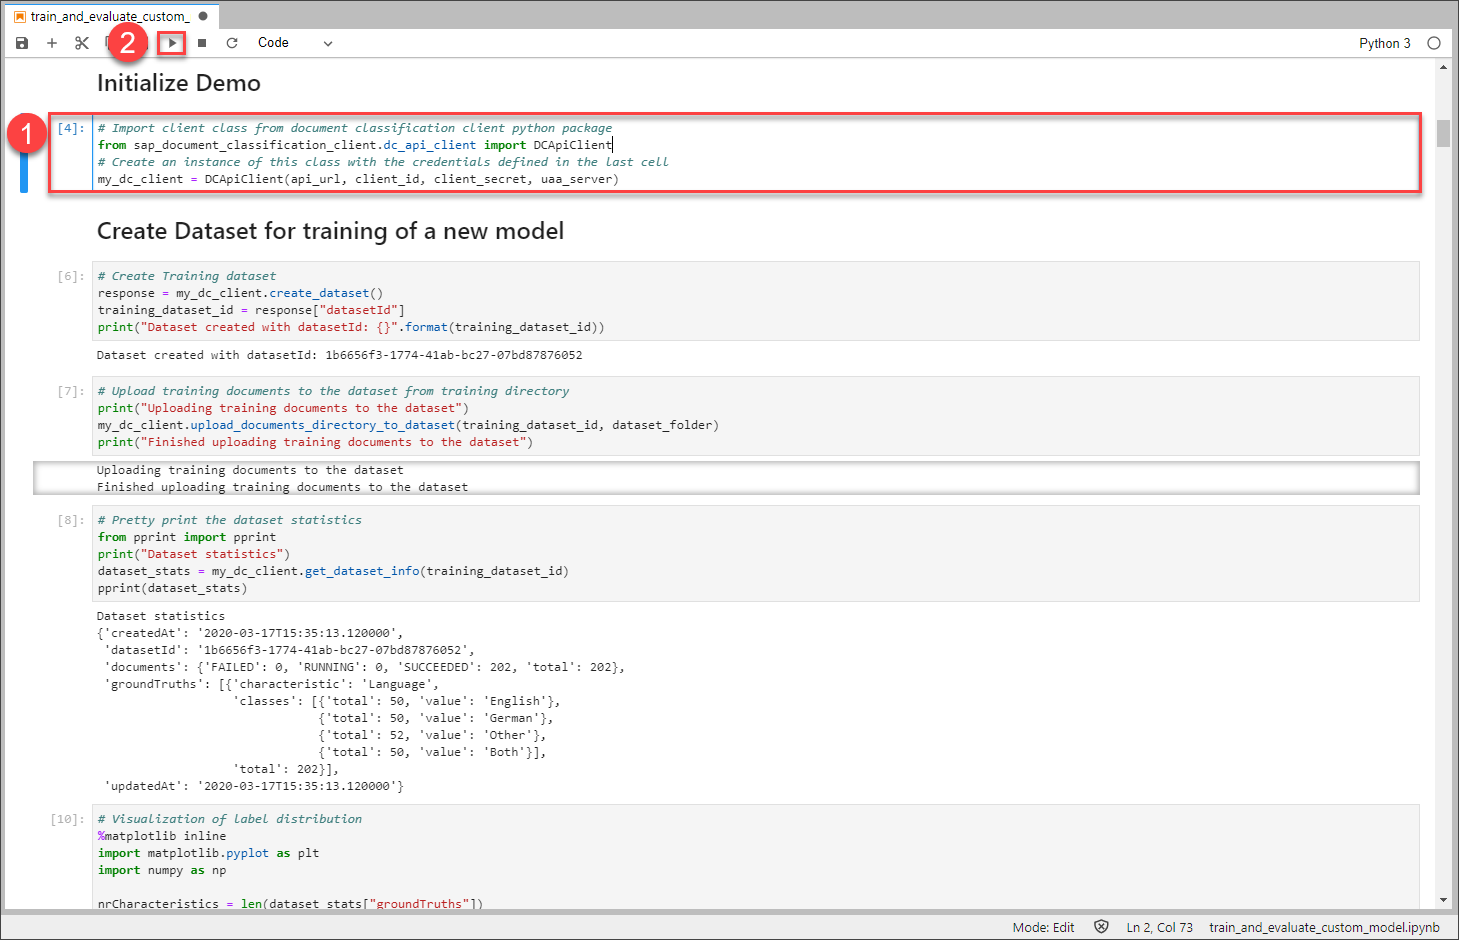 train_and_evaluate_custom_
2
Code
Python 3
Initialize Demo
1
[4]:
# Import client class from document classification client python package
from sap_document_classification_client.dc_api_client import DCApiClient
# Create an instance of this class with the credentials defined in the last cell
my_dc_client = DCApiClient(api_url, client_id, client_secret, uaa_server)
Create Dataset for training of a new model
[6]:
# Create Training dataset
response = my_dc_client.create_dataset()
training_dataset_id = response["datasetId"]
print("Dataset created with datasetId: {}".format(training_dataset_id))
Dataset created with datasetId: 1b6656f3-1774-41ab-bc27-07bd87876052
[7]:
# Upload training documents to the dataset from training directory
print("Uploading training documents to the dataset")
my_dc_client.upload_documents_directory_to_dataset(training_dataset_id, dataset_folder)
print("Finished uploading training documents to the dataset")
Uploading training documents to the dataset
Finished uploading training documents to the dataset
[8]:
# Pretty print the dataset statistics
from pprint import pprint
print("Dataset statistics")
dataset_stats = my_dc_client.get_dataset_info(training_dataset_id)
pprint(dataset_stats)
Dataset statistics
{'createdAt': '2020-03-17T15:35:13.120000',
'datasetId': '1b6656f3-1774-41ab-bc27-07bd87876052',
'documents': {'FAILED': 0, 'RUNNING': 0, 'SUCCEEDED': 202, 'total': 202},
'groundTruths': [{'characteristic': 'Language',
'classes': [{'total': 50, 'value': 'English'},
{'total': 50, 'value': 'German'},
{'total': 52, 'value': 'Other'},
{'total': 50, 'value': 'Both'}],
'total': 202}],
'updatedAt': '2020-03-17T15:35:13.120000'}
[10]:
# Visualization of label distribution
%matplotlib inline
import matplotlib.pyplot as plt
import numpy as np
nrCharacteristics = len(dataset_stats["groundTruths"])
Mode: Edit
Ln 2, Col 73
train_and_evaluate_custom_model.ipynb